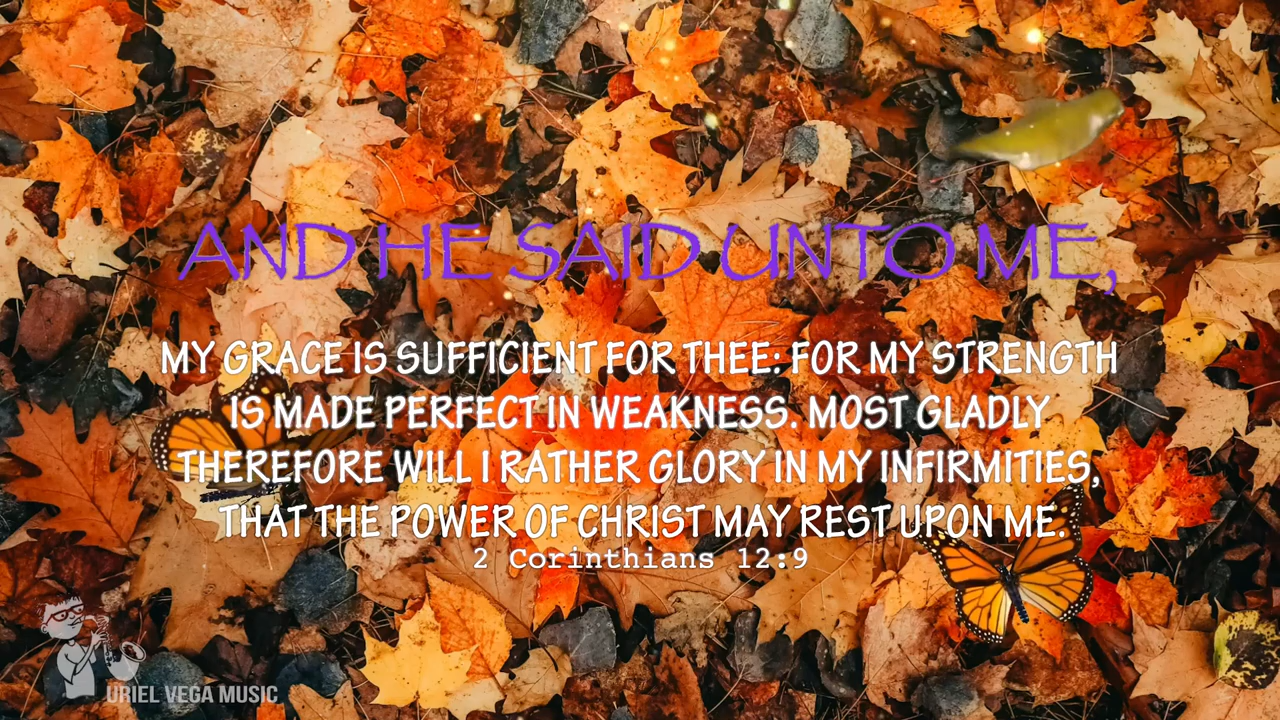 AND HE SAID UNTO ME,
MY GRACE IS SUFFICIENT FOR THEE: FOR MY STRENGTH
IS MADE PERFECT IN WEAKNESS. MOST GLADLY
THEREFORE WILL I RATHER GLORY IN MY INFIRMITIES,
THAT THE POWER OF CHRIST MAY REST UPON ME.
2 Corinthians 12:9
URIEL VEGA MUSIC